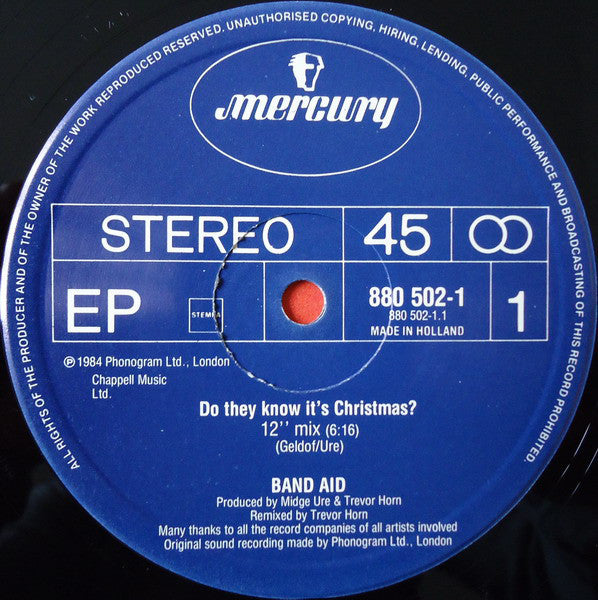 ALL RIGHTS OF THE PRODUCER AND OF THE OWNER OF THE WORK REPRODUCED RESERVED. UNAUTHORISED COPYING, HIRING, LENDING, PUBLIC PERFORMANCE AND BROADCASTING OF THIS RECORD PROHIBITED.
mercury
STEREO 45
EP STEMRA 880 502-1 1
880 502-1.1
MADE IN HOLLAND
℗ 1984 Phonogram Ltd., London
Chappell Music
Ltd.
Do they know it's Christmas?
12'' mix (6:16)
(Geldof/Ure)
BAND AID
Produced by Midge Ure & Trevor Horn
Remixed by Trevor Horn
Many thanks to all the record companies of all artists involved
Original sound recording made by Phonogram Ltd., London